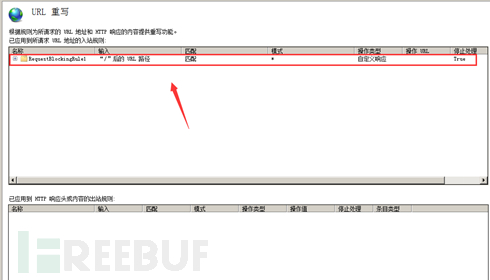 URL 重写
根据规则为所请求的 URL 地址和 HTTP 响应的内容提供重写功能。
已应用到所请求 URL 地址的入站规则:
名称 输入 匹配 模式 操作类型 操作 URL 停止处理
RequestBlockingRule1 "/"后的 URL 路径 匹配 * 自定义响应 True
已应用到 HTTP 响应头或内容的出站规则:
名称 输入 匹配 模式 操作类型 操作值 停止处理 条目类型
FREEBUF